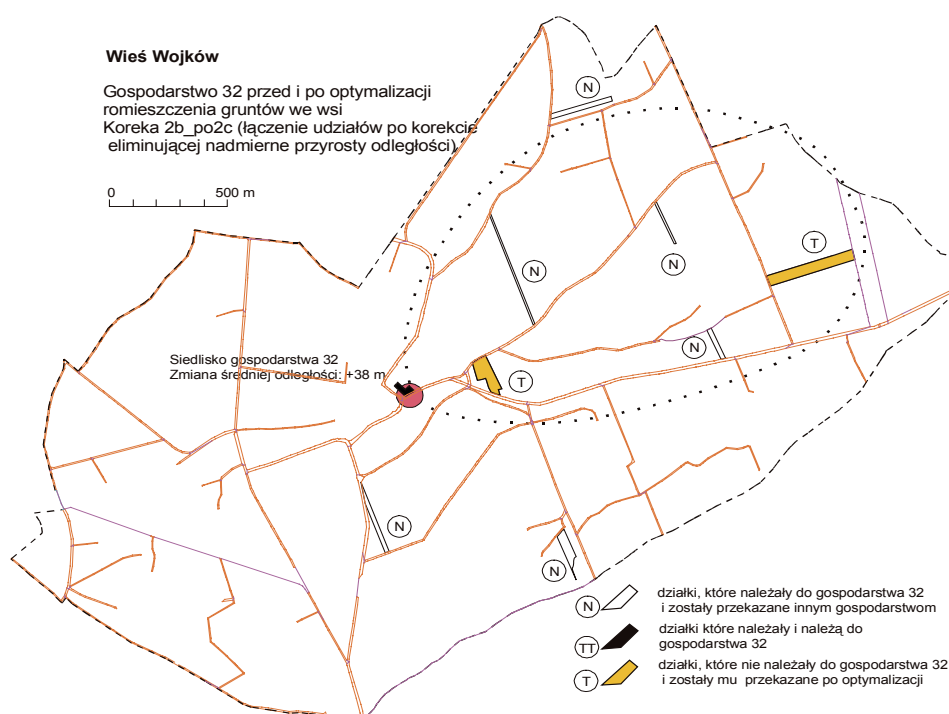 Wieś Wojków
Gospodarstwo 32 przed i po optymalizacji
romieszczenia gruntów we wsi
Koreka 2b_po2c (łączenie udziałów po korekcie
eliminującej nadmierne przyrosty odległości)
0 500 m
N
T
N
N
N
Siedlisko gospodarstwa 32
Zmiana średniej odległości: +38 m
T
N
N
N
działki, które należały do gospodarstwa 32
i zostały przekazane innym gospodarstwom
TT
działki które należały i należą do
gospodarstwa 32
T
działki, które nie należały do gospodarstwa 32
i zostały mu przekazane po optymalizacji